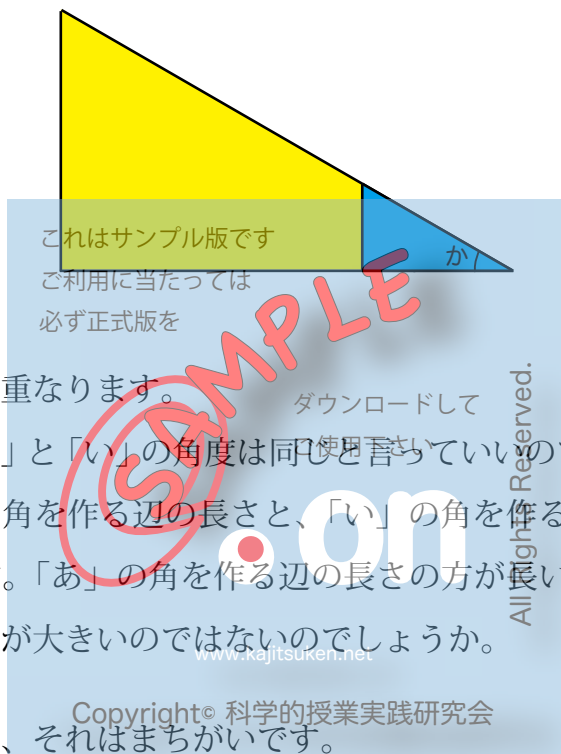 これはサンプル版です
か
ご利用に当たっては
必ず正式版を
SAMPLE
重なります。
ダウンロードして
」と「い」の角度は同じと言っていいの
ご使用下さい
角を作る辺の長さと、「い」の角を作る
.on
。「あ」の角を作る辺の長さの方が長い
All Rights Reserved.
が大きいのではないのでしょうか。
www.kajitsuken.net
Copyright© 科学的授業実践研究会
、それはまちがいです。